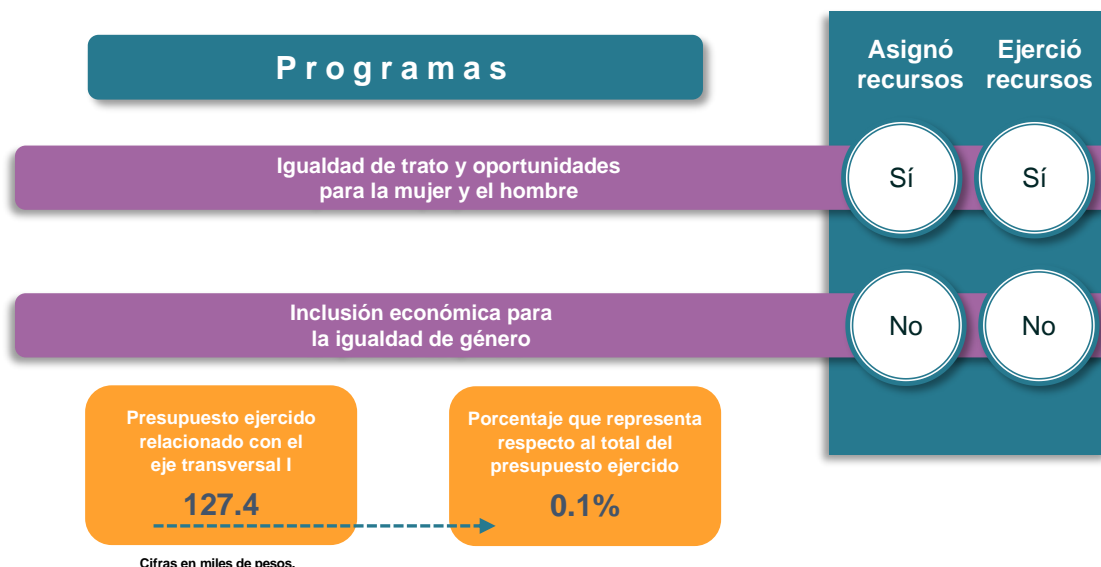 Programas
Asignó
recursos
Ejerció
recursos
Igualdad de trato y oportunidades
para la mujer y el hombre
Sí
Sí
Inclusión económica para
la igualdad de género
No
No
Presupuesto ejercido
relacionado con el
eje transversal I
127.4
Porcentaje que representa
respecto al total del
presupuesto ejercido
0.1%
Cifras en miles de pesos.